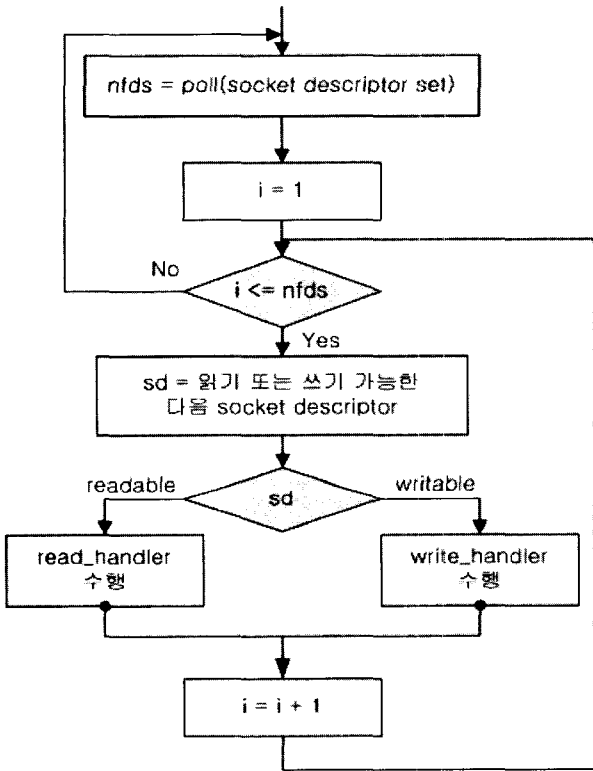 nfds = poll(socket descriptor set)
i = 1
No
i <= nfds
Yes
sd = 읽기 또는 쓰기 가능한
다음 socket descriptor
readable
sd
writable
read_handler
수행
write_handler
수행
i = i + 1